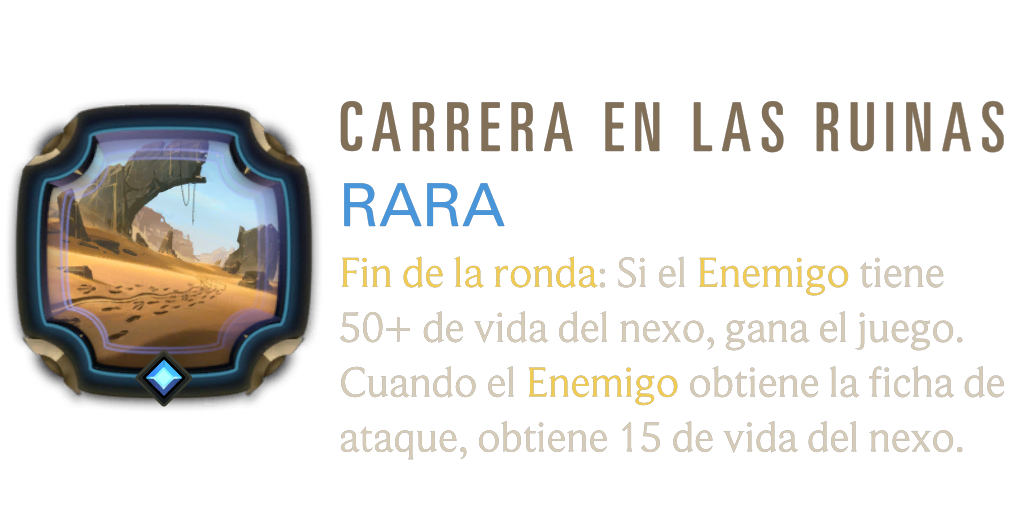 CARRERA EN LAS RUINAS
RARA
Fin de la ronda: Si el Enemigo tiene
50+ de vida del nexo, gana el juego.
Cuando el Enemigo obtiene la ficha de
ataque, obtiene 15 de vida del nexo.